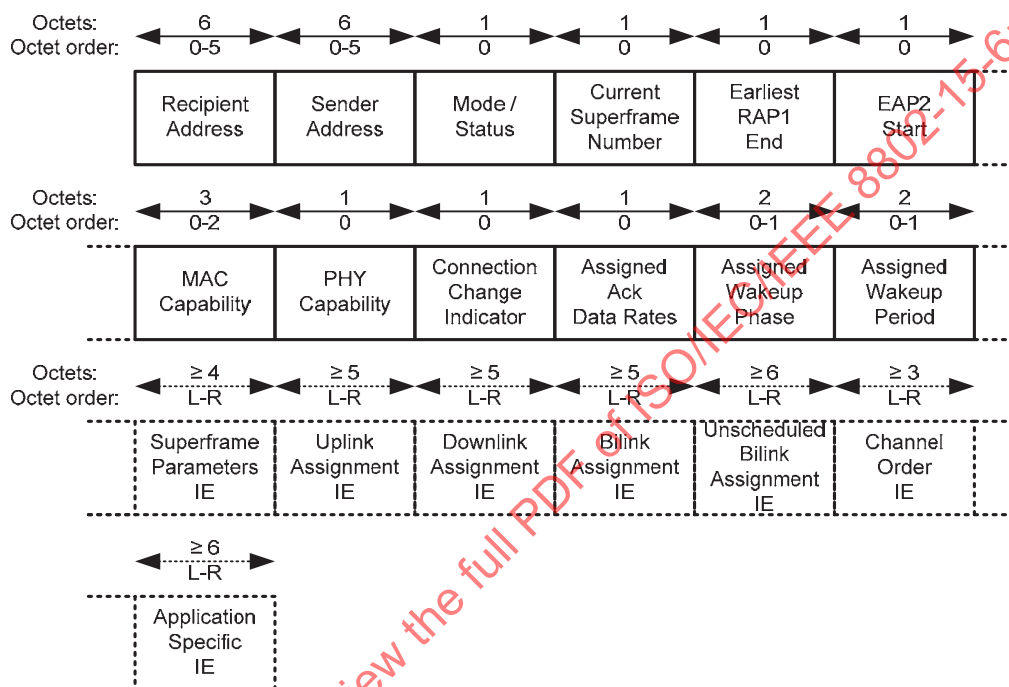 Octets: 6 6 1 1 1 1
Octet order: 0-5 0-5 0 0 0 0
Recipient Address
Sender Address
Mode / Status
Current Superframe Number
Earliest RAP1 End
EAP2 Start
Octets: 3 1 1 1 2 2
Octet order: 0-2 0 0 0 0-1 0-1
MAC Capability
PHY Capability
Connection Change Indicator
Assigned Ack Data Rates
Assigned Wakeup Phase
Assigned Wakeup Period
Octets: ≥ 4 ≥ 5 ≥ 5 ≥ 5 ≥ 6 ≥ 3
Octet order: L-R L-R L-R L-R L-R L-R
Superframe Parameters IE
Uplink Assignment IE
Downlink Assignment IE
Bilink Assignment IE
Unscheduled Bilink Assignment IE
Channel Order IE
≥ 6
L-R
Application Specific IE
view the full PDF of ISO/IEC/IEEE 8802-15-6: